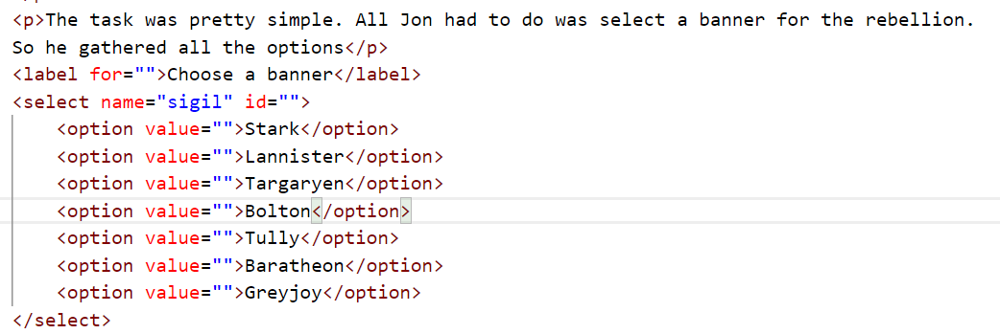 <p>The task was pretty simple. All Jon had to do was select a banner for the rebellion.
So he gathered all the options</p>
<label for="">Choose a banner</label>
<select name="sigil" id="">
    <option value="">Stark</option>
    <option value="">Lannister</option>
    <option value="">Targaryen</option>
    <option value="">Bolton</option>
    <option value="">Tully</option>
    <option value="">Baratheon</option>
    <option value="">Greyjoy</option>
</select>